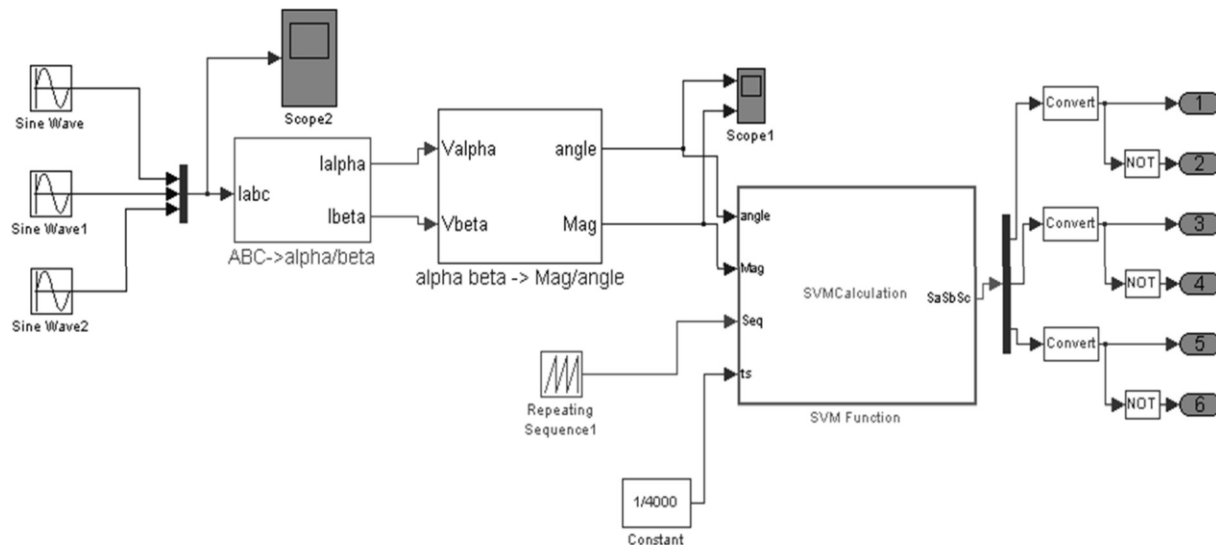 Sine Wave
Sine Wave1
Sine Wave2
Scope2
Iabc
Ialpha
Ibeta
ABC->alpha/beta
Valpha
Vbeta
angle
Mag
alpha beta -> Mag/angle
Scope1
Repeating
Sequence1
1/4000
Constant
angle
Mag
Seq
ts
SVMCalculation
SaSbSc
SVM Function
Convert
1
NOT
2
Convert
3
NOT
4
Convert
5
NOT
6